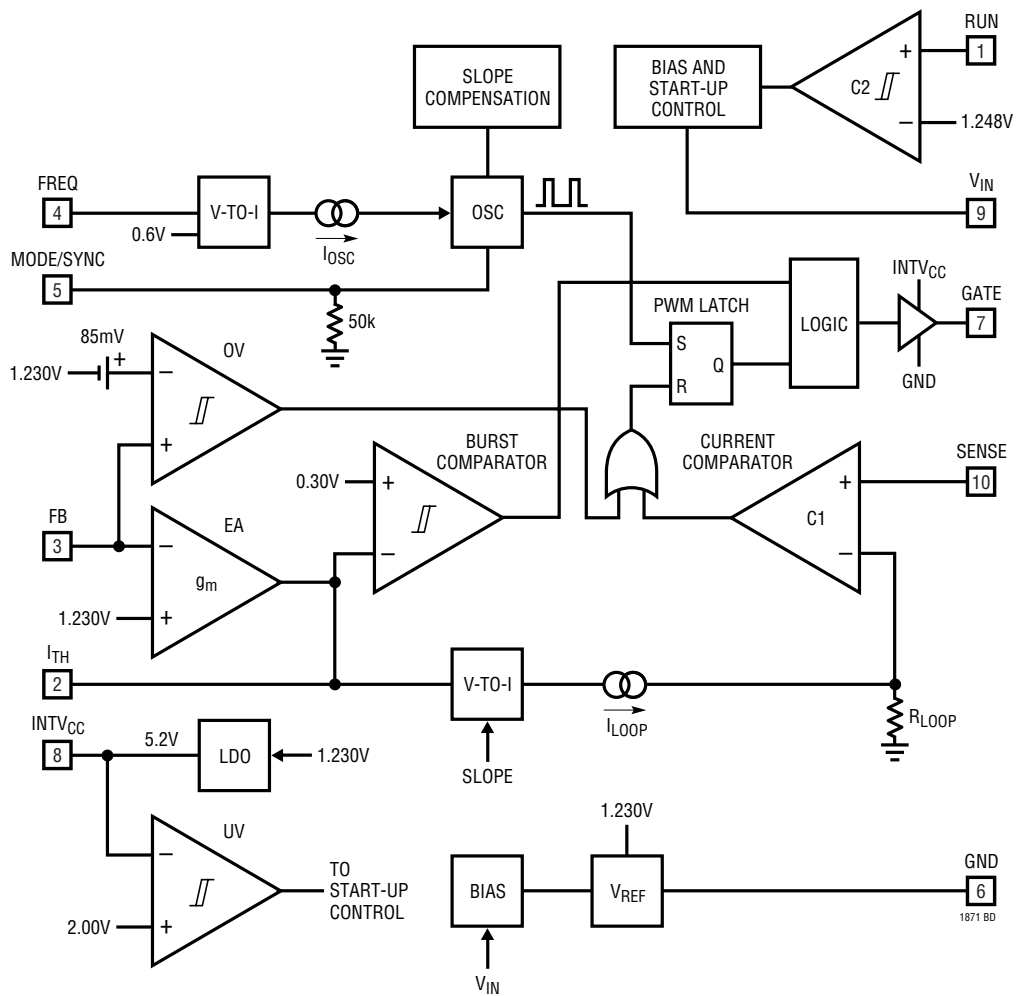 RUN
1
SLOPE
COMPENSATION
BIAS AND
START-UP
CONTROL
C2
+
–
1.248V
FREQ
4
V-TO-I
0.6V
I_OSC
OSC
V_IN
9
MODE/SYNC
5
50k
PWM LATCH
S
R
Q
LOGIC
INTV_CC
GATE
7
GND
85mV
+
1.230V
OV
–
+
BURST
COMPARATOR
0.30V
+
–
CURRENT
COMPARATOR
C1
+
–
SENSE
10
FB
3
EA
–
g_m
+
1.230V
I_TH
2
V-TO-I
SLOPE
I_LOOP
R_LOOP
INTV_CC
8
5.2V
LDO
1.230V
UV
–
+
2.00V
TO
START-UP
CONTROL
1.230V
BIAS
V_IN
V_REF
GND
6
1871 BD